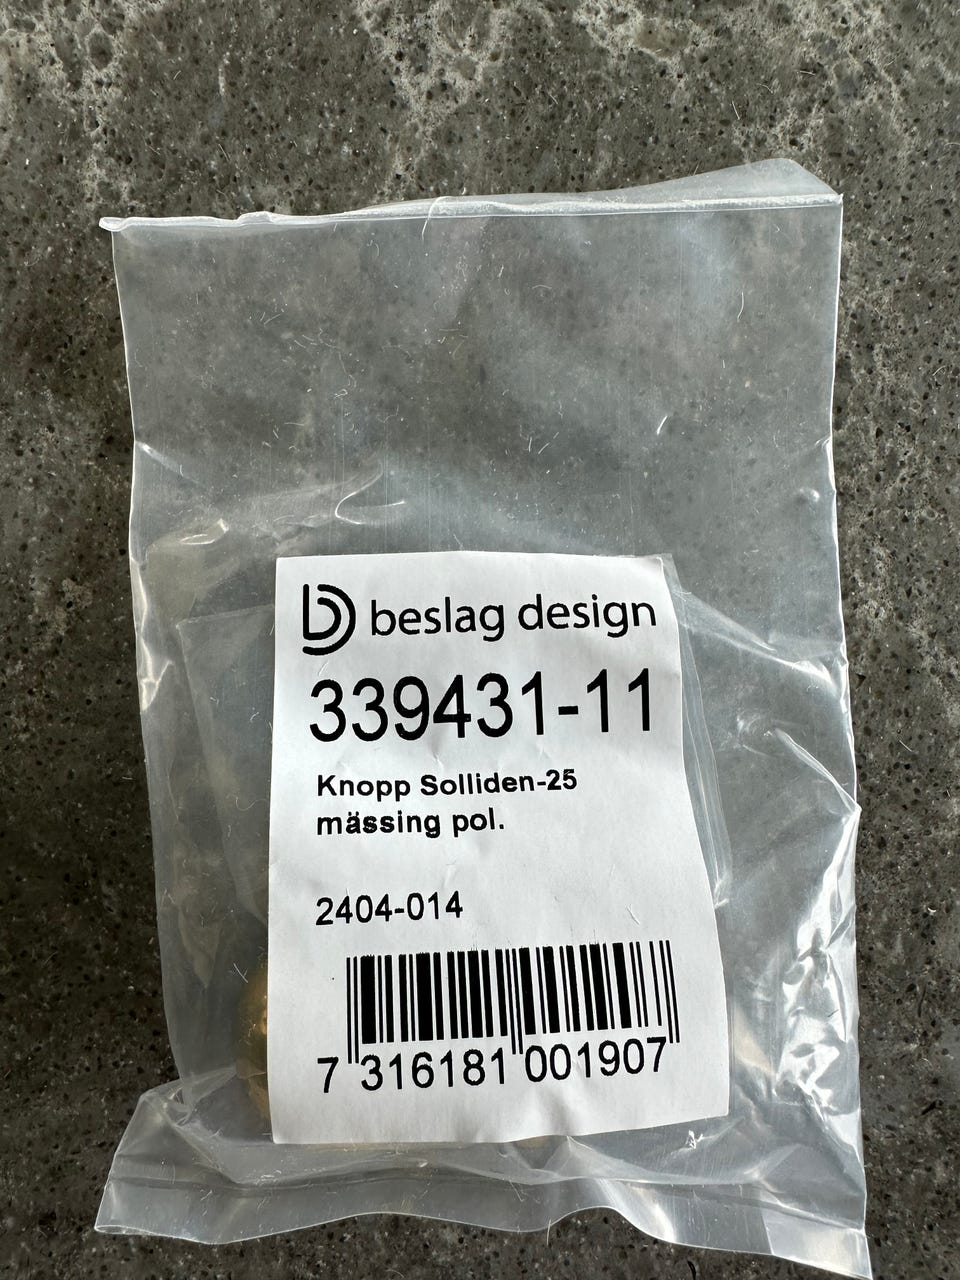 beslag design
339431-11
Knopp Solliden-25
mässing pol.
2404-014
7 316181 001907